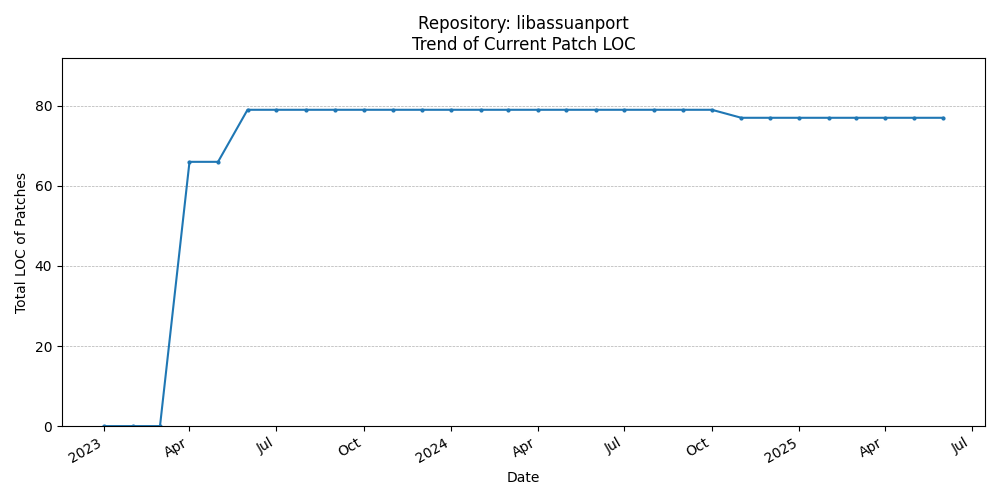 Repository: libassuanport
Trend of Current Patch LOC
Total LOC of Patches
80
60
40
20
0
2023
Apr
Jul
Oct
2024
Apr
Jul
Oct
2025
Apr
Jul
Date